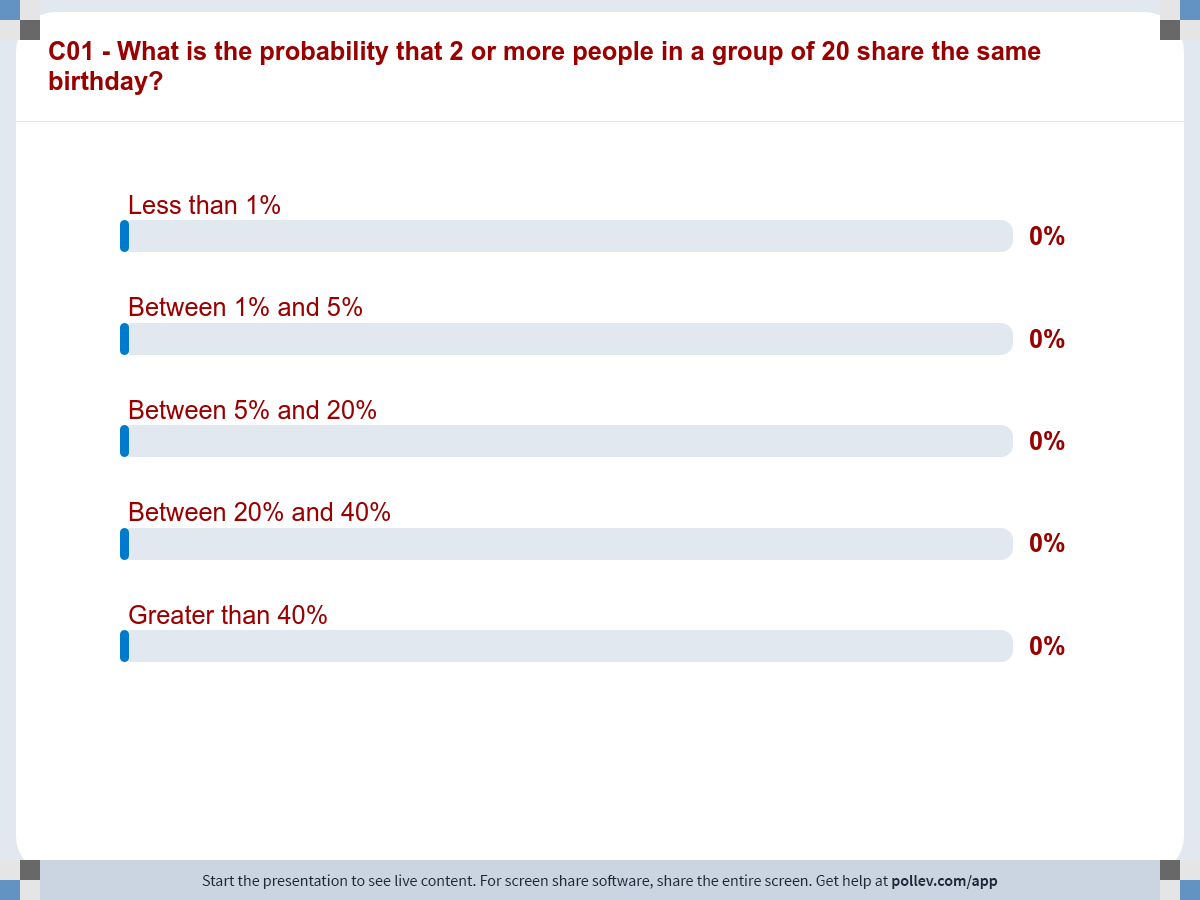 C01 - What is the probability that 2 or more people in a group of 20 share the same
birthday?
Less than 1%
0%
Between 1% and 5%
0%
Between 5% and 20%
0%
Between 20% and 40%
0%
Greater than 40%
0%
Start the presentation to see live content. For screen share software, share the entire screen. Get help at pollev.com/app